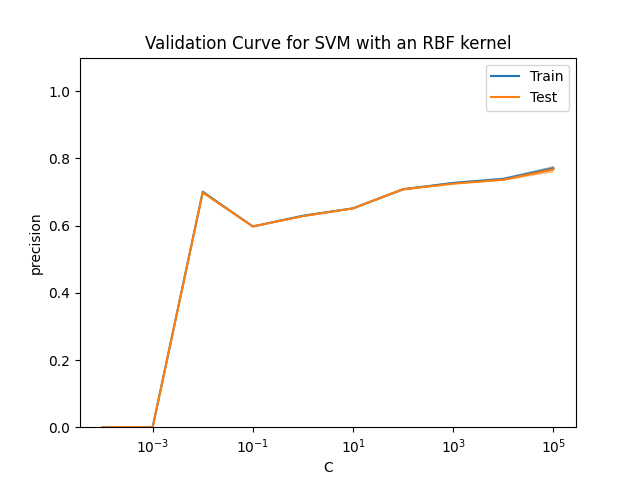 Validation Curve for SVM with an RBF kernel
Train
Test
1.0
0.8
0.6
0.4
0.2
0.0
precision
10⁻³
10⁻¹
10¹
10³
10⁵
C